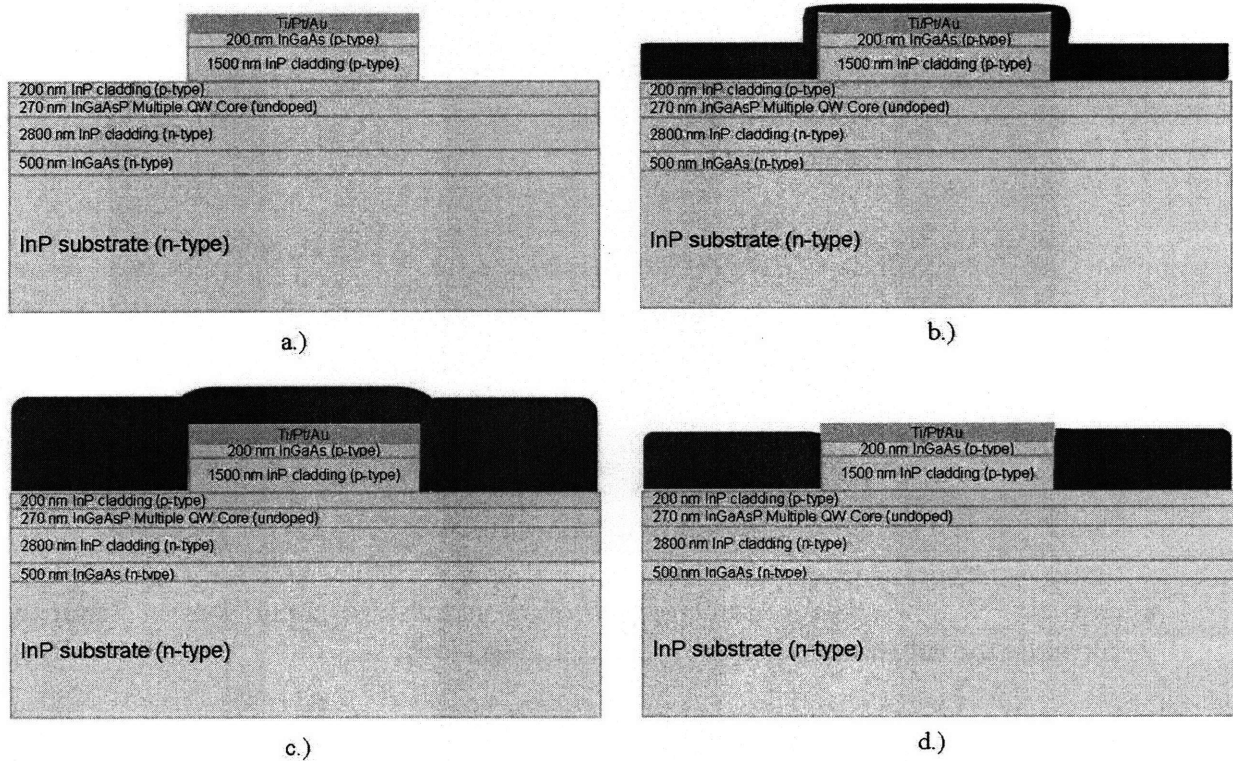 Ti/Pt/Au
200 nm InGaAs (p-type)
1500 nm InP cladding (p-type)
200 nm InP cladding (p-type)
270 nm InGaAsP Multiple QW Core (undoped)
2800 nm InP cladding (n-type)
500 nm InGaAs (n-type)
InP substrate (n-type)
a.)
Ti/Pt/Au
200 nm InGaAs (p-type)
1500 nm InP cladding (p-type)
200 nm InP cladding (p-type)
270 nm InGaAsP Multiple QW Core (undoped)
2800 nm InP cladding (n-type)
500 nm InGaAs (n-type)
InP substrate (n-type)
b.)
Ti/Pt/Au
200 nm InGaAs (p-type)
1500 nm InP cladding (p-type)
200 nm InP cladding (p-type)
270 nm InGaAsP Multiple QW Core (undoped)
2800 nm InP cladding (n-type)
500 nm InGaAs (n-type)
InP substrate (n-type)
c.)
Ti/Pt/Au
200 nm InGaAs (p-type)
1500 nm InP cladding (p-type)
200 nm InP cladding (p-type)
270 nm InGaAsP Multiple QW Core (undoped)
2800 nm InP cladding (n-type)
500 nm InGaAs (n-type)
InP substrate (n-type)
d.)